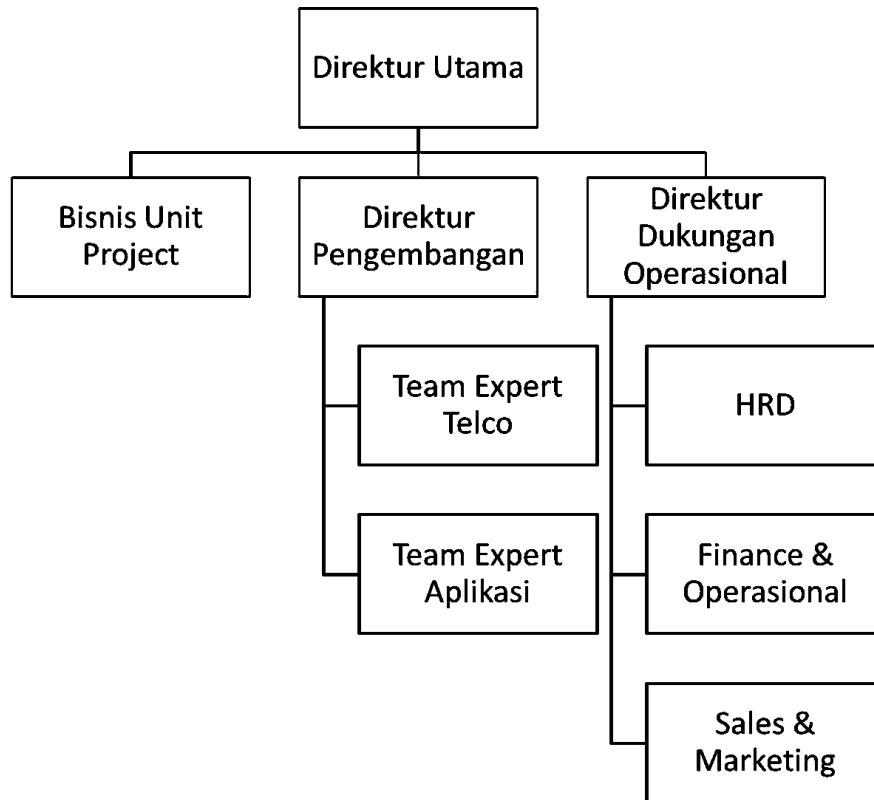 Direktur Utama
Bisnis Unit
Project
Direktur
Pengembangan
Direktur
Dukungan
Operasional
Team Expert
Telco
HRD
Team Expert
Aplikasi
Finance &
Operasional
Sales &
Marketing